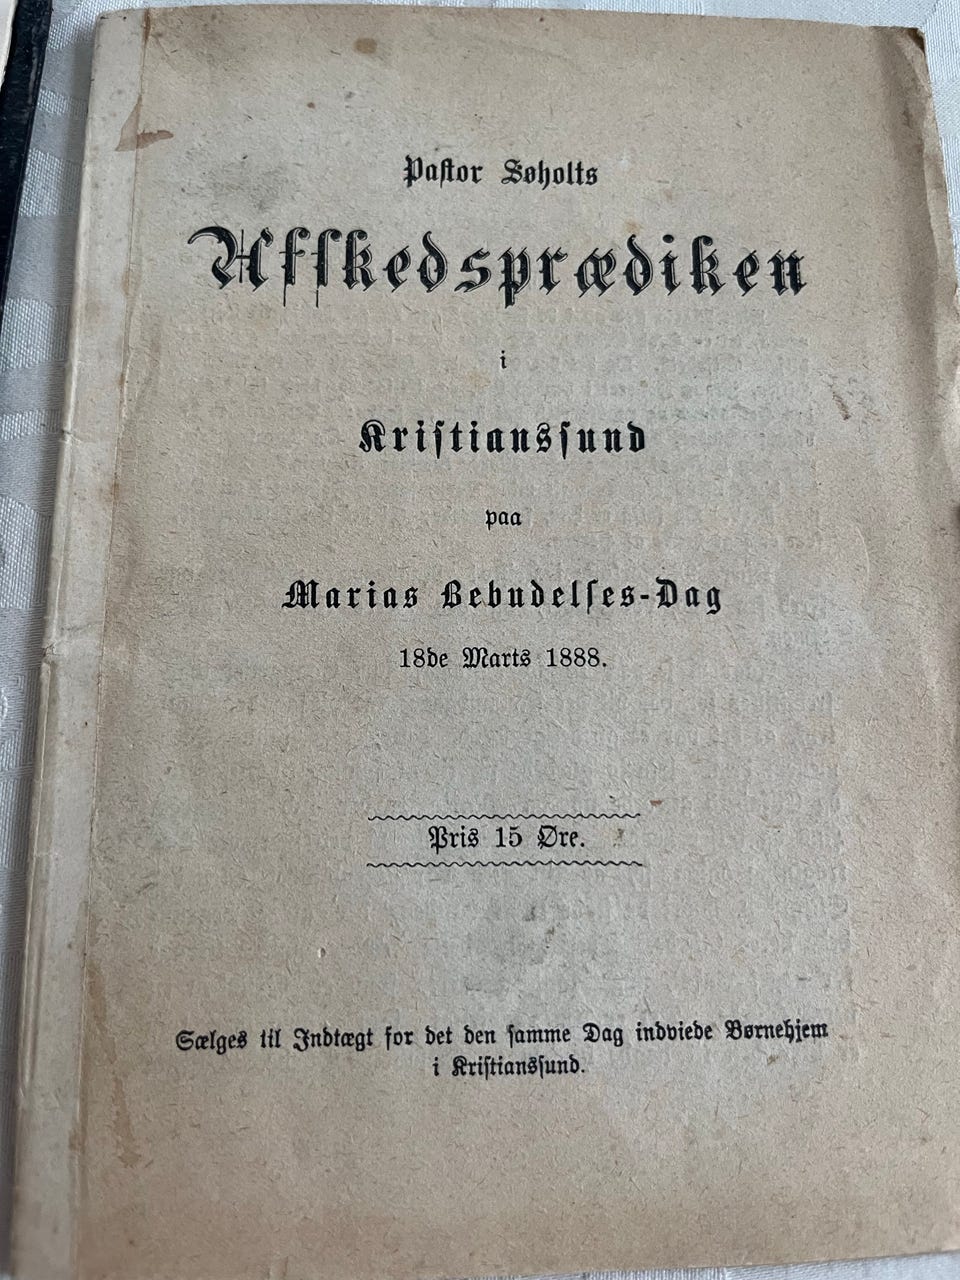 Pastor Søholts
Afskedsprædiken
i
Kristianssund
paa
Marias Bebudelses-Dag
18de Marts 1888.
Pris 15 Øre.
Sælges til Indtægt for det den samme Dag indviede Børnehjem
i Kristianssund.